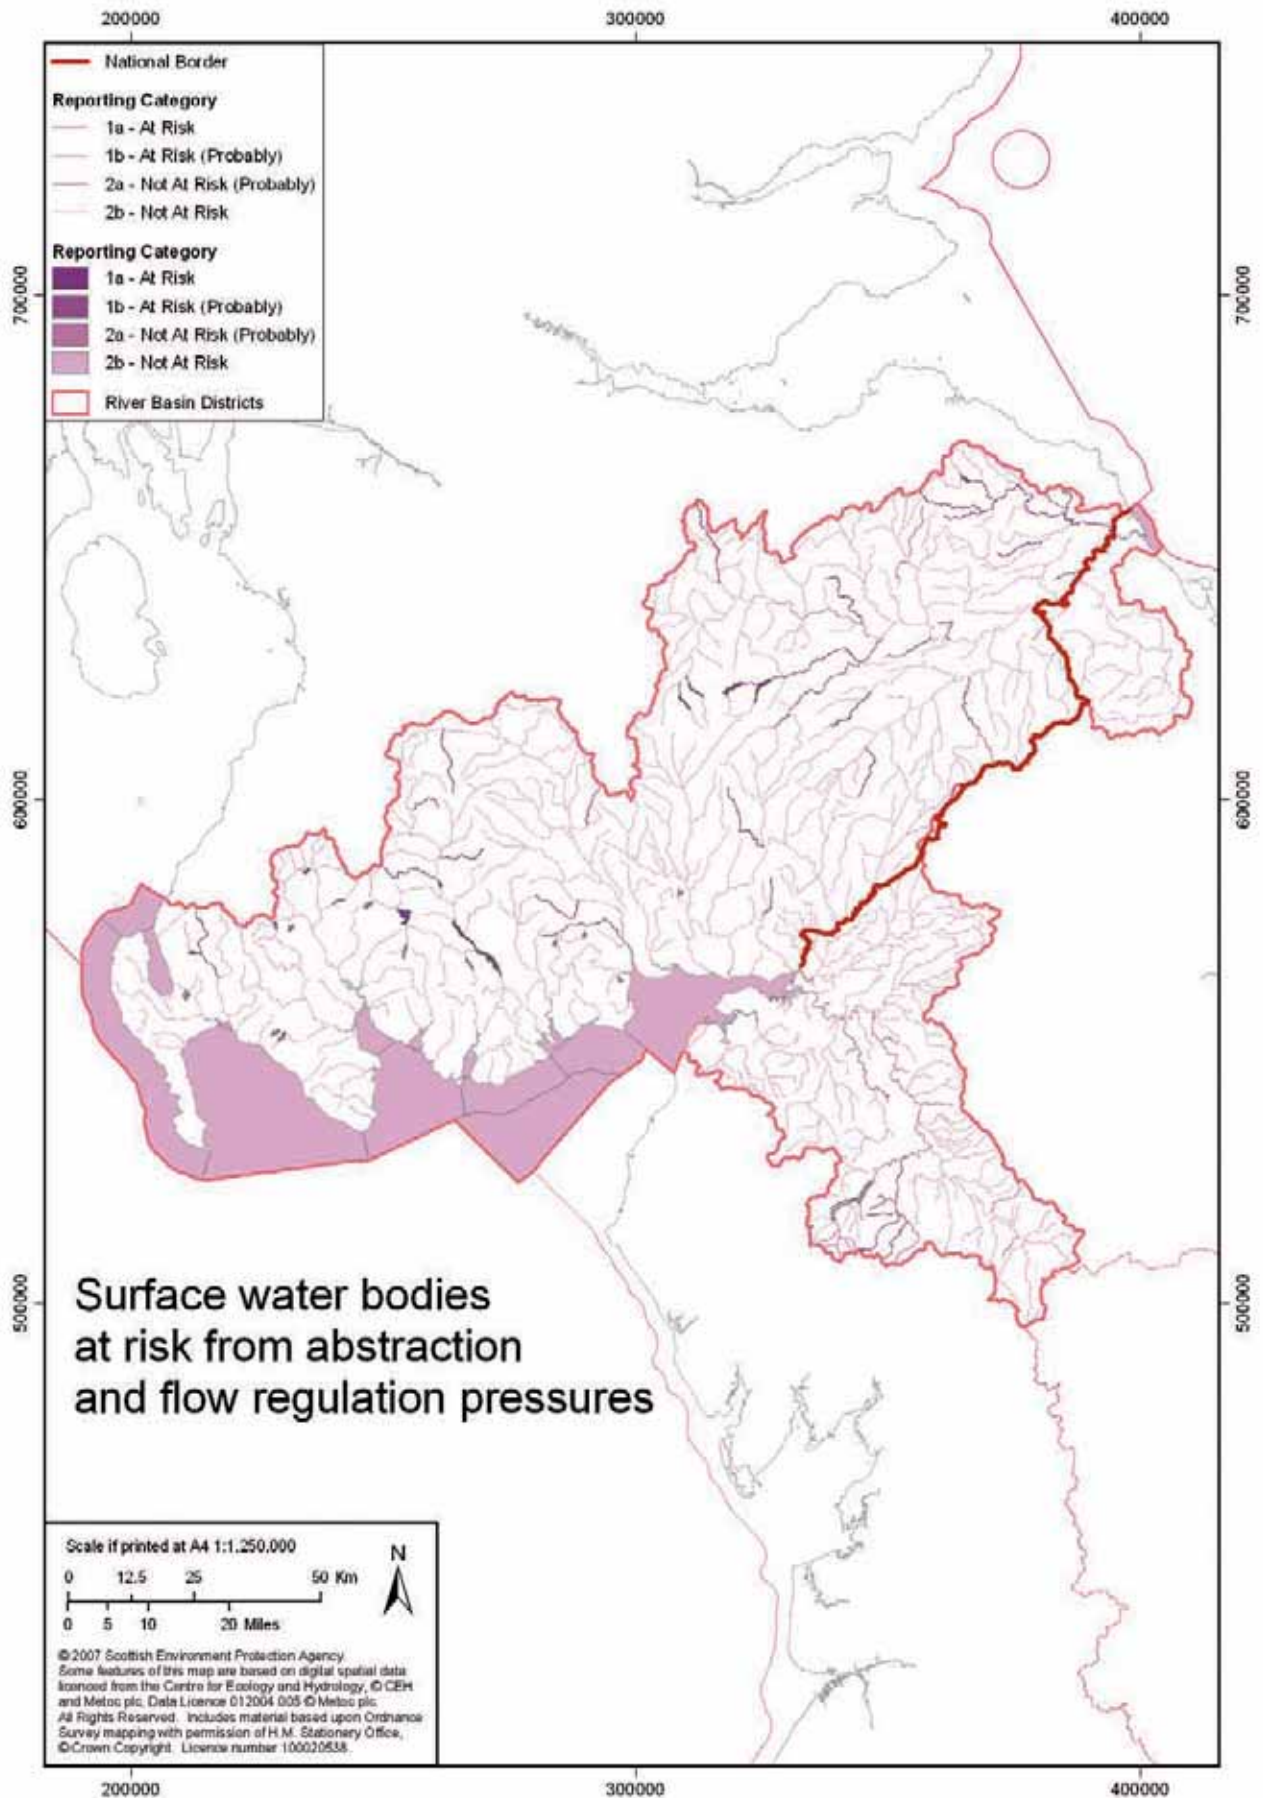 200000 300000 400000
National Border
Reporting Category
1a - At Risk
1b - At Risk (Probably)
2a - Not At Risk (Probably)
2b - Not At Risk
Reporting Category
1a - At Risk
1b - At Risk (Probably)
2a - Not At Risk (Probably)
2b - Not At Risk
River Basin Districts
700000 700000
600000 600000
500000 500000
Surface water bodies
at risk from abstraction
and flow regulation pressures
Scale if printed at A4 1:1,250,000
N
0 12.5 25 50 Km
0 5 10 20 Miles
© 2007 Scottish Environment Protection Agency.
Some features of this map are based on digital spatial data
licenced from the Centre for Ecology and Hydrology, © CEH
and Metoc plc, Data Licence 012004.005 © Metoc plc.
All Rights Reserved. Includes material based upon Ordnance
Survey mapping with permission of H.M. Stationery Office,
© Crown Copyright. Licence number 100020538.
200000 300000 400000